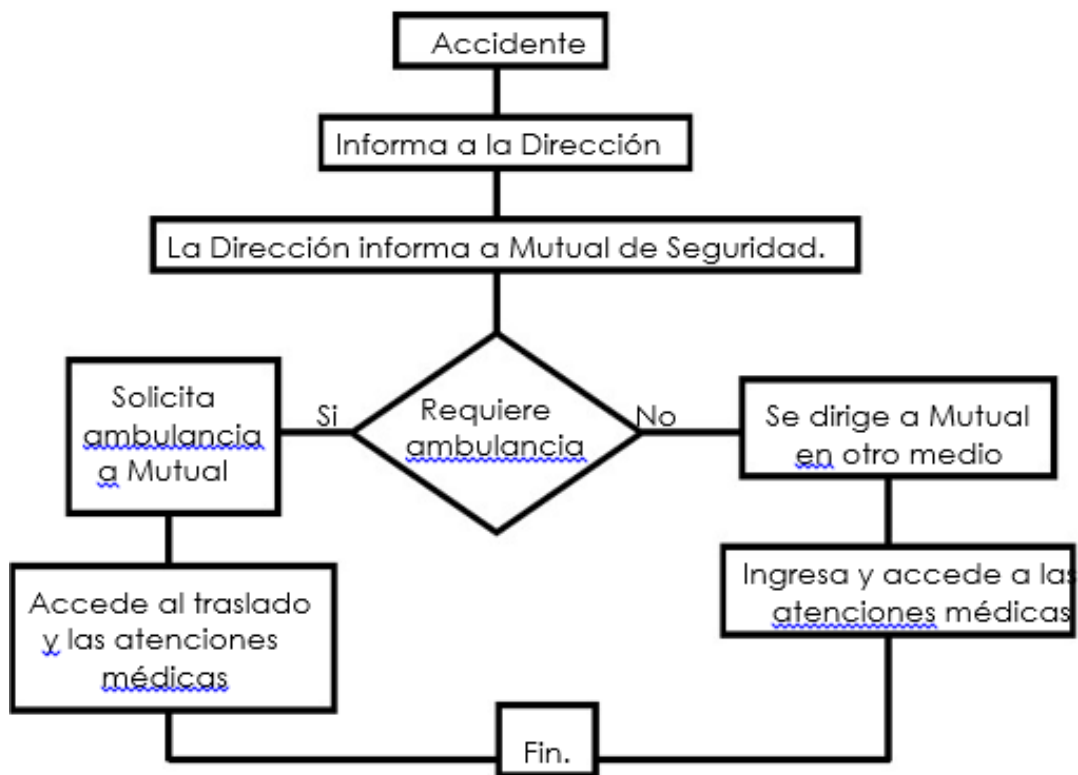 Accidente
Informa a la Dirección
La Dirección informa a Mutual de Seguridad.
Requiere
ambulancia
Si
No
Solicita
ambulancia
a Mutual
Accede al traslado
y las atenciones
médicas
Se dirige a Mutual
en otro medio
Ingresa y accede a las
atenciones médicas
Fin.